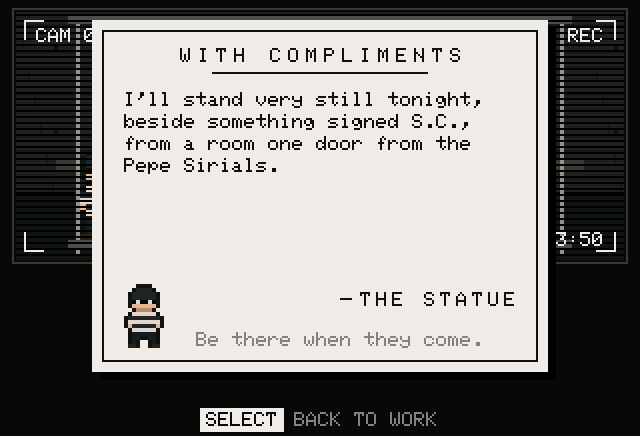 CAM 0
REC
WITH COMPLIMENTS
I'll stand very still tonight,
beside something signed S.C.,
from a room one door from the
Pepe Sirials.
3:50
—THE STATUE
Be there when they come.
SELECT BACK TO WORK